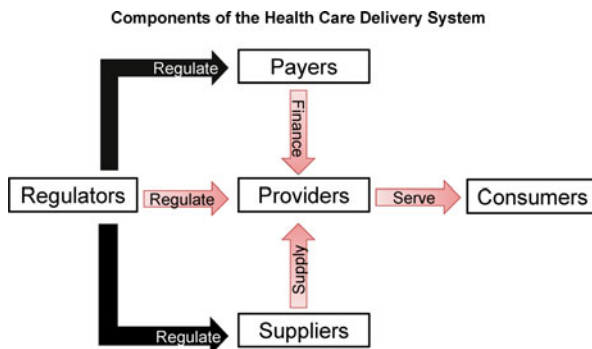 Components of the Health Care Delivery System
Regulate
Payers
Finance
Regulators
Regulate
Providers
Serve
Consumers
Supply
Regulate
Suppliers